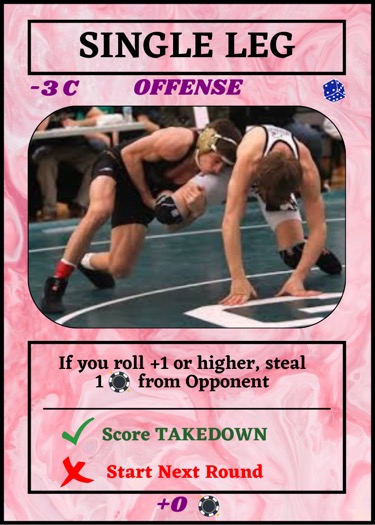 SINGLE LEG
-3 C OFFENSE
If you roll +1 or higher, steal
1 from Opponent
Score TAKEDOWN
Start Next Round
+0